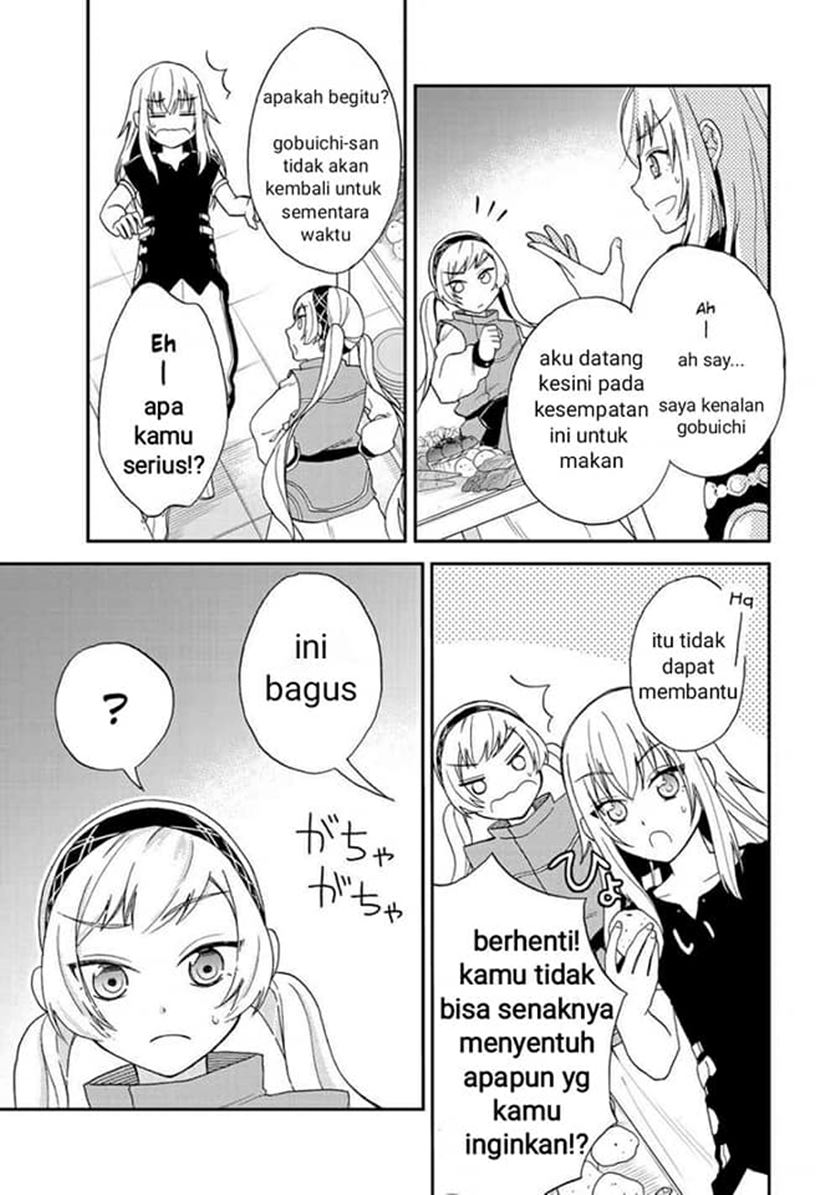 Ah
|
ah say...
saya kenalan
gobuichi
aku datang
kesini pada
kesempatan
ini untuk
makan
apakah begitu?
gobuichi-san
tidak akan
kembali untuk
sementara
waktu
Eh
|
apa
kamu
serius!?
Hq
itu tidak
dapat
membantu
ひょ
berhenti!
kamu tidak
bisa senaknya
menyentuh
apapun yg
kamu
inginkan!?
ini
bagus
?
がちゃ
がちゃ